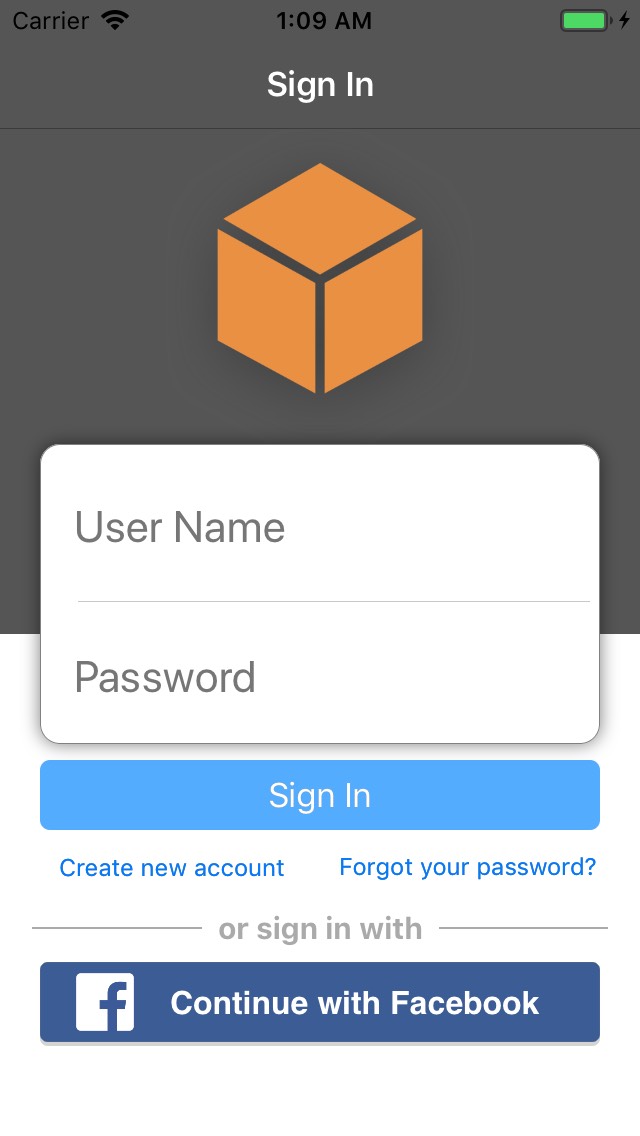 Carrier 1:09 AM
Sign In
User Name
Password
Sign In
Create new account Forgot your password?
or sign in with
Continue with Facebook